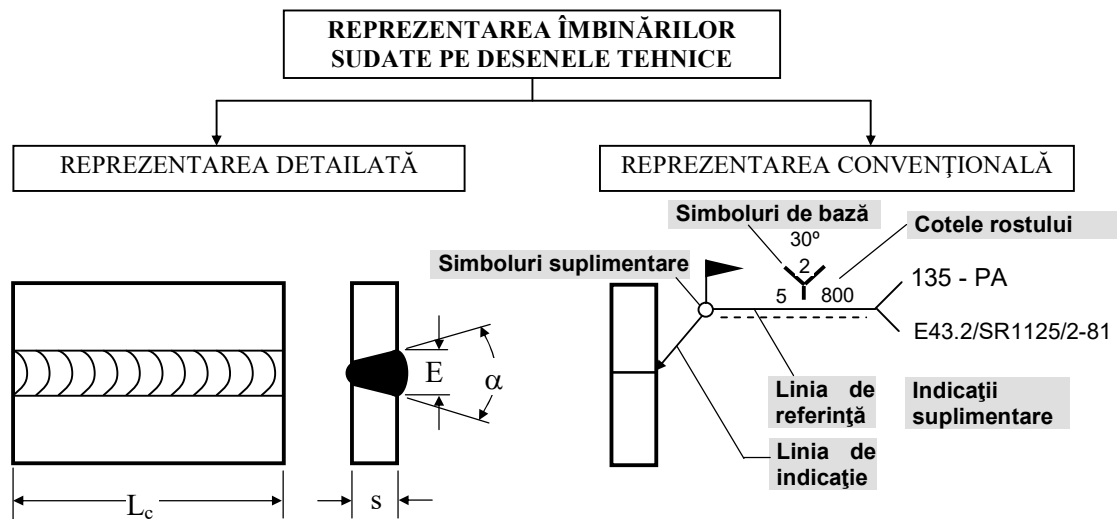 REPREZENTAREA ÎMBINĂRILOR
SUDATE PE DESENELE TEHNICE
REPREZENTAREA DETAILATĂ
REPREZENTAREA CONVENŢIONALĂ
Simboluri de bază
Cotele rostului
30º
Simboluri suplimentare
2
5
800
135 - PA
E43.2/SR1125/2-81
E
α
Linia de
referinţă
Indicaţii
suplimentare
Linia de
indicaţie
Lc
s